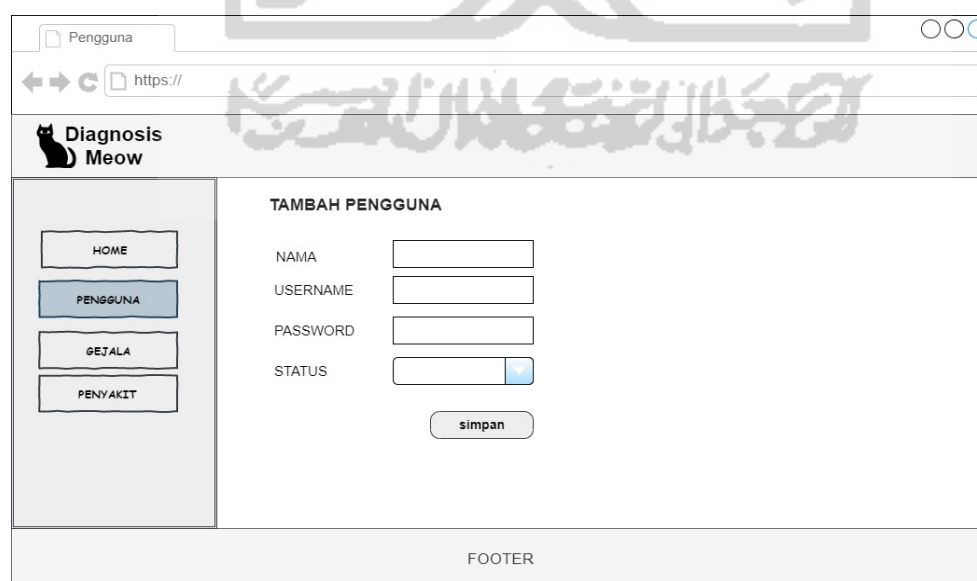 Pengguna
https://
Diagnosis
Meow
TAMBAH PENGGUNA
HOME
NAMA
PENGGUNA
USERNAME
PASSWORD
GEJALA
STATUS
PENYAKIT
simpan
FOOTER